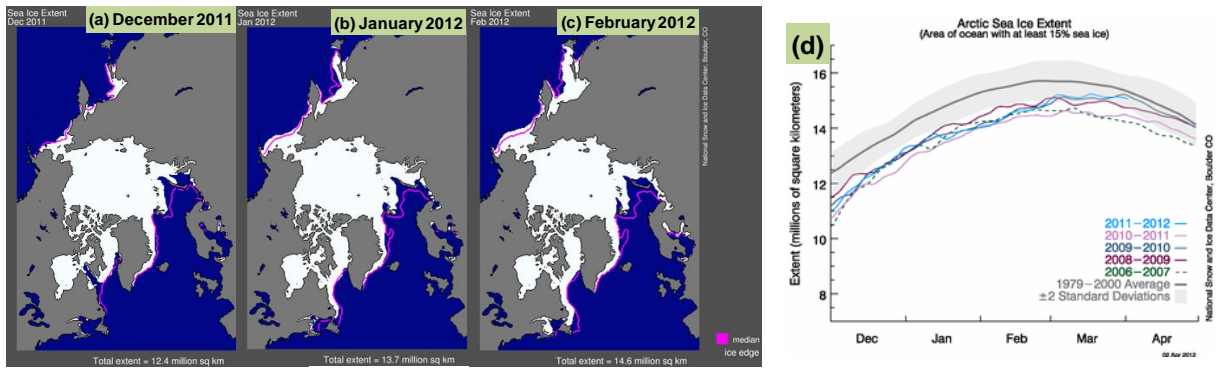 Sea Ice Extent
Dec 2011
(a) December 2011
Total extent = 12.4 million sq km
Sea Ice Extent
Jan 2012
(b) January 2012
Total extent = 13.7 million sq km
Sea Ice Extent
Feb 2012
(c) February 2012
Total extent = 14.6 million sq km
National Snow and Ice Data Center, Boulder, CO
median
ice edge
(d)
Arctic Sea Ice Extent
(Area of ocean with at least 15% sea ice)
Extent (millions of square kilometers)
16
14
12
10
8
2011−2012
2010−2011
2009−2010
2008−2009
2006−2007
1979−2000 Average
±2 Standard Deviations
Dec Jan Feb Mar Apr
National Snow and Ice Data Center, Boulder CO
02 Apr 2012